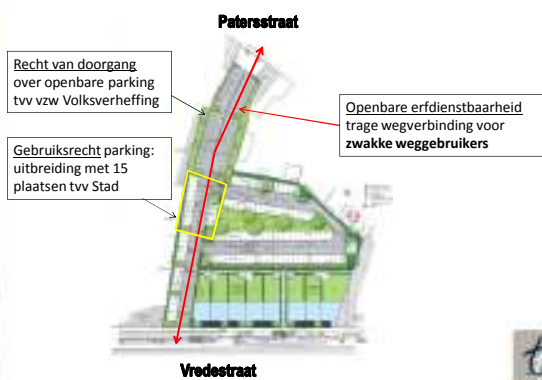 Patersstraat
Recht van doorgang
over openbare parking
tvv vzw Volksverheffing
Openbare erfdienstbaarheid
trage wegverbinding voor
zwakke weggebruikers
Gebruiksrecht parking:
uitbreiding met 15
plaatsen tvv Stad
Vredestraat